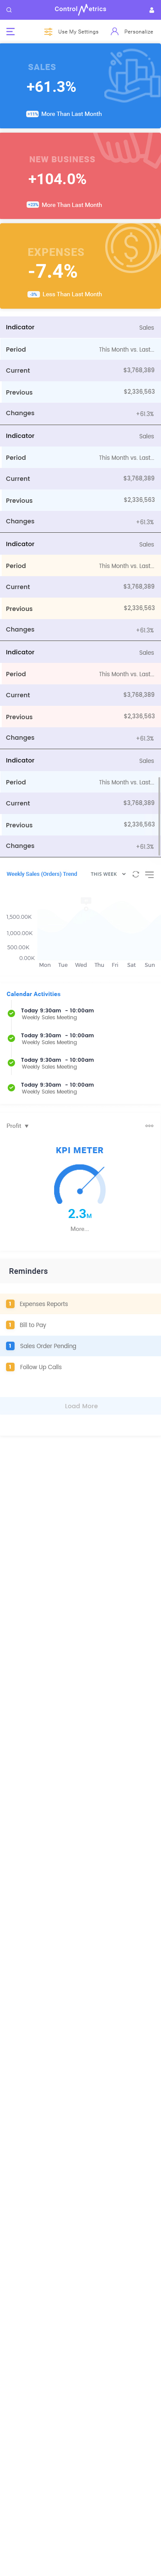 Control Metrics
Use My Settings Personalize
SALES
+61.3%
+11% More Than Last Month
NEW BUSINESS
+104.0%
+23% More Than Last Month
EXPENSES
-7.4%
-2% Less Than Last Month
Indicator Sales
Period This Month vs. Last...
Current $3,768,389
Previous $2,336,563
Changes +61.3%
Indicator Sales
Period This Month vs. Last...
Current $3,768,389
Previous $2,336,563
Changes +61.3%
Indicator Sales
Period This Month vs. Last...
Current $3,768,389
Previous $2,336,563
Changes +61.3%
Indicator Sales
Period This Month vs. Last...
Current $3,768,389
Previous $2,336,563
Changes +61.3%
Indicator Sales
Period This Month vs. Last...
Current $3,768,389
Previous $2,336,563
Changes +61.3%
Weekly Sales (Orders) Trend THIS WEEK
1,500.00K
1,000.00K
500.00K
0.00K
Mon Tue Wed Thu Fri Sat Sun
Calendar Activities
Today 9:30am - 10:00am
Weekly Sales Meeting
Today 9:30am - 10:00am
Weekly Sales Meeting
Today 9:30am - 10:00am
Weekly Sales Meeting
Today 9:30am - 10:00am
Weekly Sales Meeting
Profit
KPI METER
2.3M
More...
Reminders
1 Expenses Reports
1 Bill to Pay
1 Sales Order Pending
1 Follow Up Calls
Load More